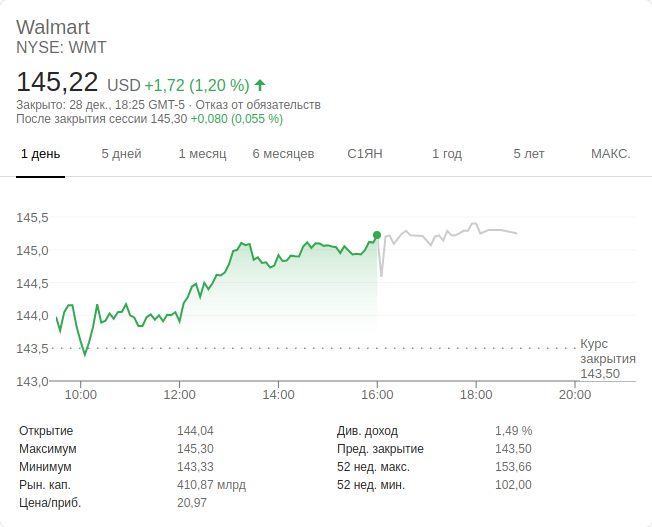 Walmart
NYSE: WMT
145,22 USD +1,72 (1,20 %)
Закрыто: 28 дек., 18:25 GMT-5 · Отказ от обязательств
После закрытия сессии 145,30 +0,080 (0,055 %)
1 день 5 дней 1 месяц 6 месяцев С1ЯН 1 год 5 лет МАКС.
145,5
145,0
144,5
144,0
143,5
143,0
Курс
закрытия
143,50
10:00 12:00 14:00 16:00 18:00 20:00
Открытие 144,04 Див. доход 1,49 %
Максимум 145,30 Пред. закрытие 143,50
Минимум 143,33 52 нед. макс. 153,66
Рын. кап. 410,87 млрд 52 нед. мин. 102,00
Цена/приб. 20,97